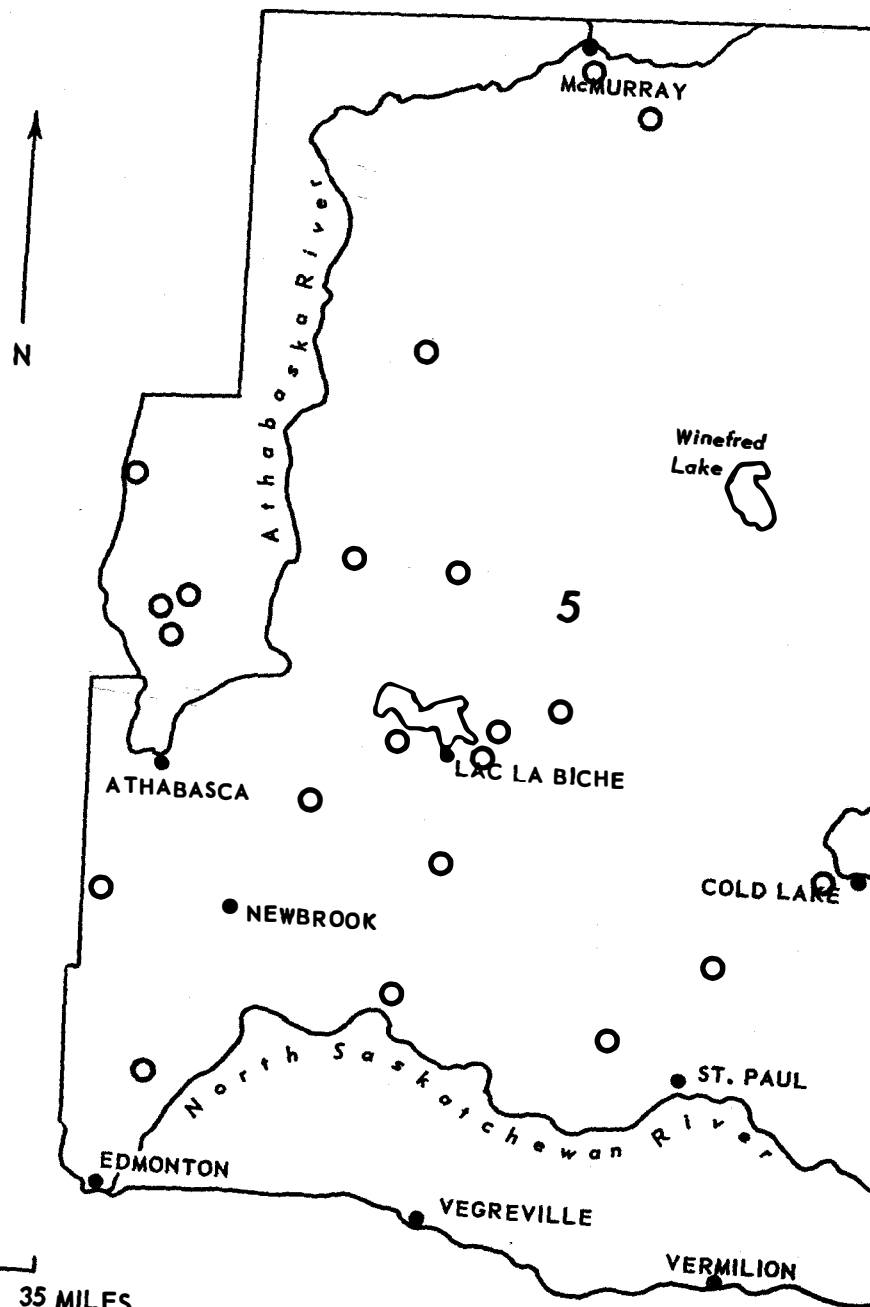 McMURRAY
N
Athabaska River
Winefred
Lake
5
ATHABASCA
LAC LA BICHE
COLD LAKE
NEWBROOK
North Saskatchewan River
ST. PAUL
EDMONTON
VEGREVILLE
VERMILION
35 MILES